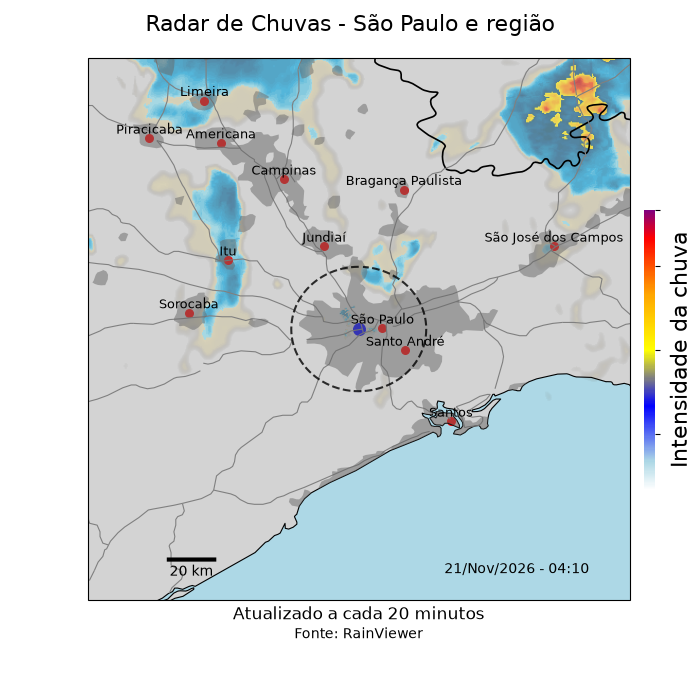 Radar de Chuvas - São Paulo e região
Limeira
Piracicaba
Americana
Campinas
Bragança Paulista
Itu
Jundiaí
São José dos Campos
Sorocaba
São Paulo
Santo André
Santos
Intensidade da chuva
20 km
21/Nov/2026 - 04:10
Atualizado a cada 20 minutos
Fonte: RainViewer